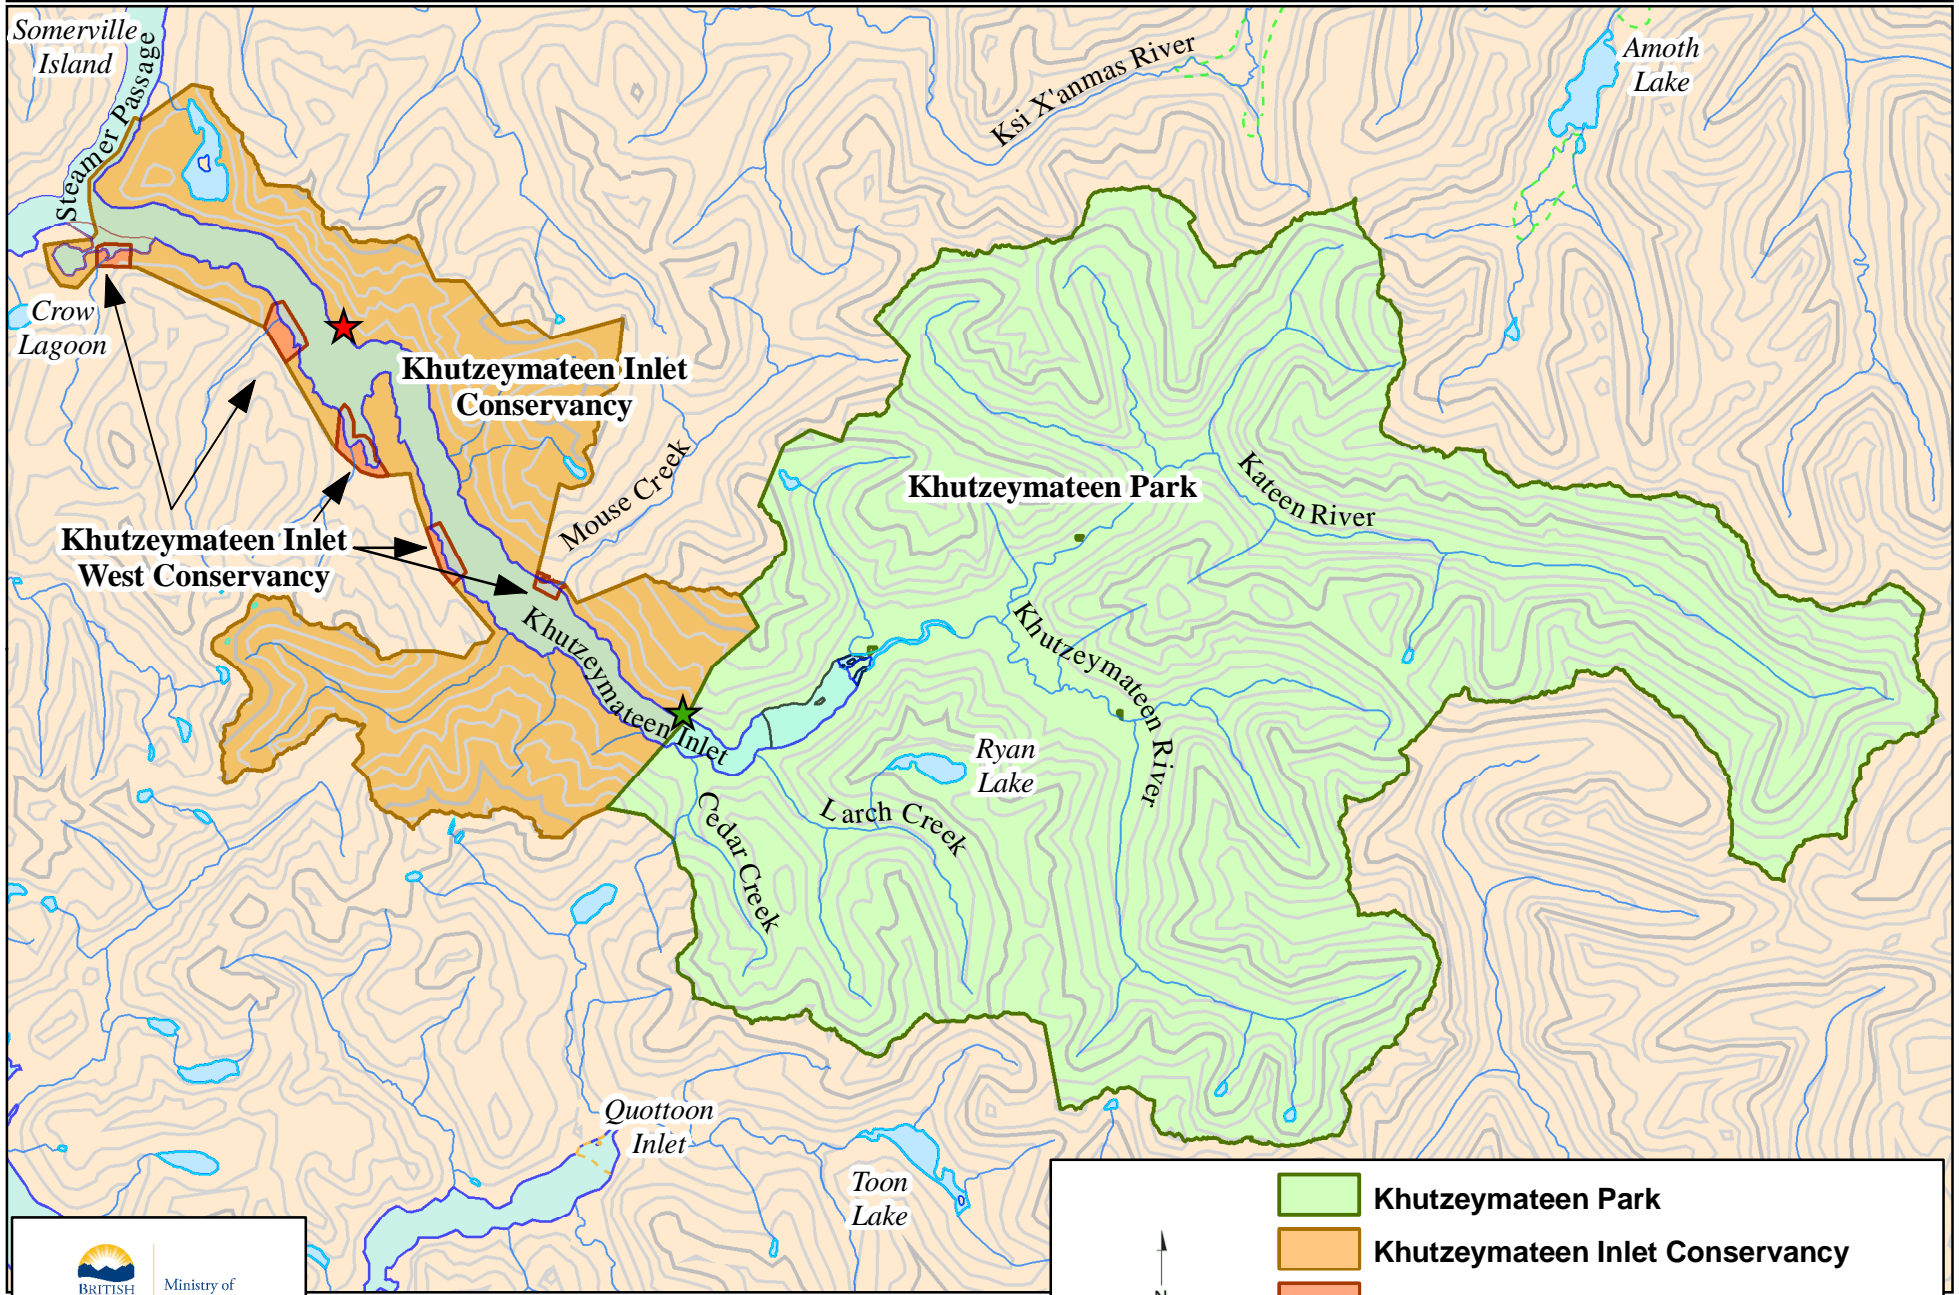 Somerville
Island
Steamer Passage
Ksi X'anmas River
Amoth
Lake
Crow
Lagoon
Khutzeymateen Inlet
Conservancy
Mouse Creek
Khutzeymateen Park
Kateen River
Khutzeymateen Inlet
West Conservancy
Khutzeymateen Inlet
Khutzeymateen River
Ryan
Lake
Larch Creek
Cedar Creek
Quottoon
Inlet
Toon
Lake
Khutzeymateen Park
Khutzeymateen Inlet Conservancy
N
BRITISH
Ministry of